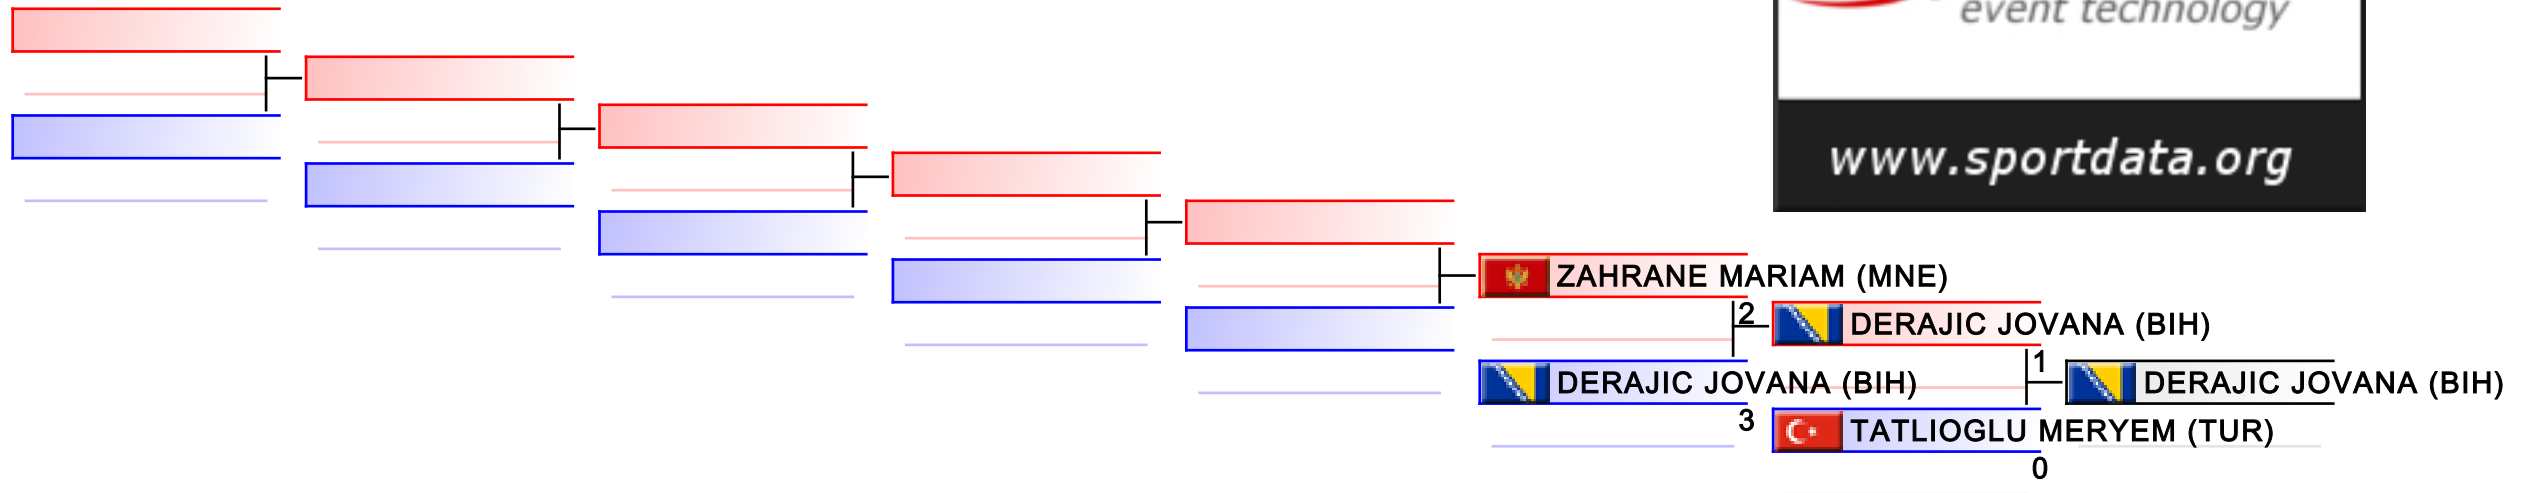 event technology
www.sportdata.org
ZAHRANE MARIAM (MNE)
2
DERAJIC JOVANA (BIH)
1
DERAJIC JOVANA (BIH)
DERAJIC JOVANA (BIH)
3
TATLIOGLU MERYEM (TUR)
0